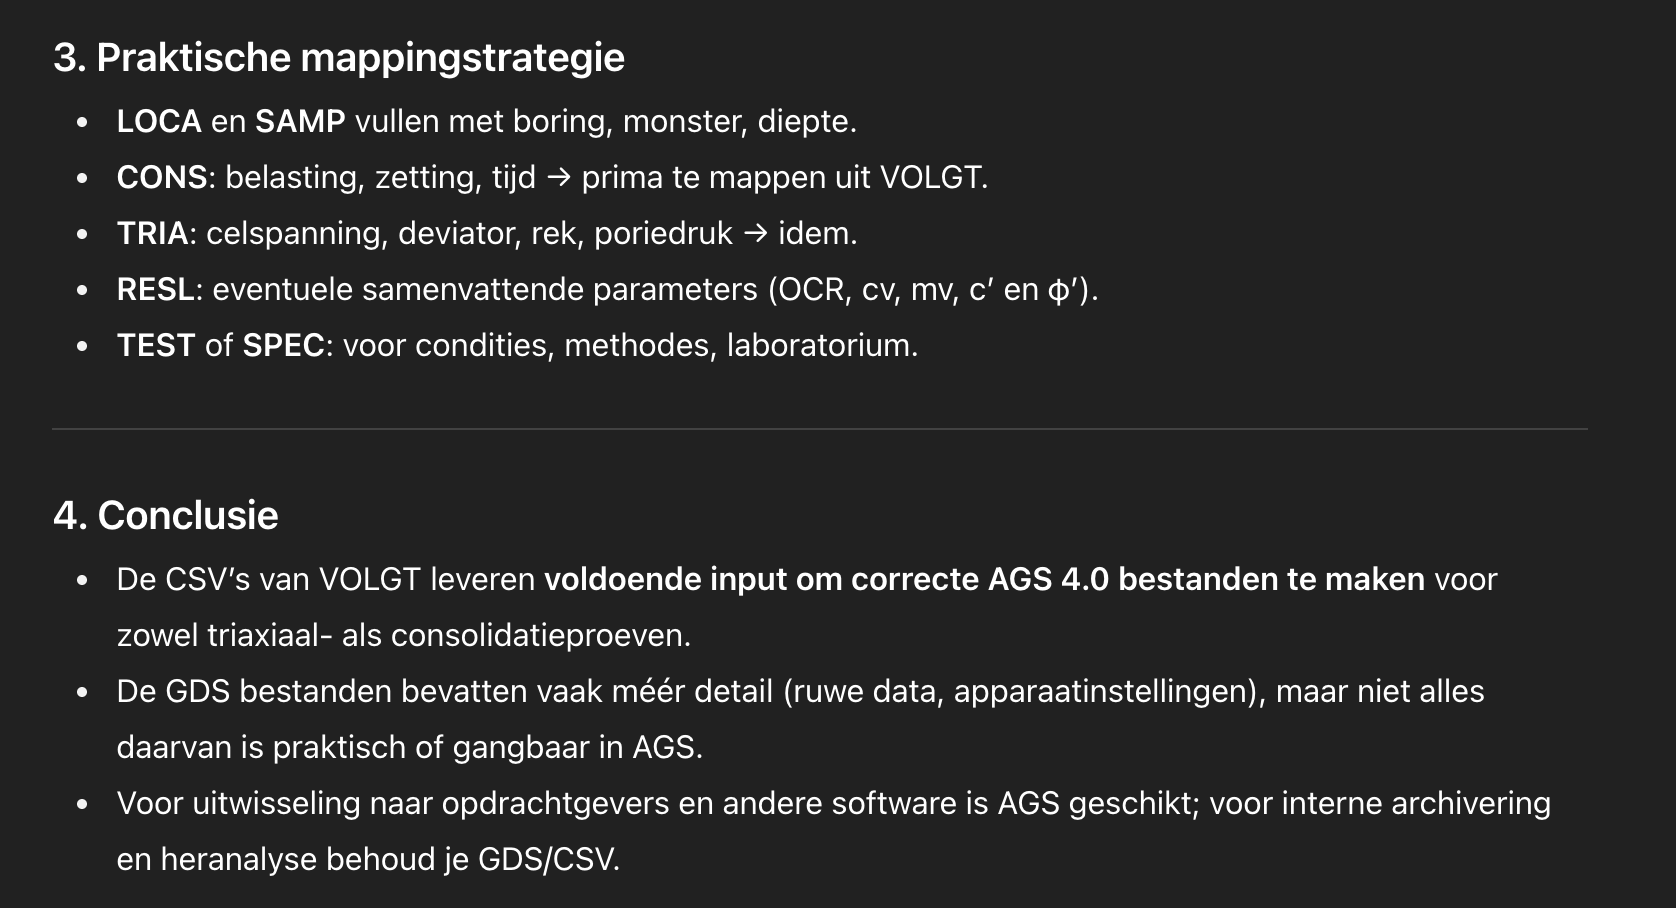 3. Praktische mappingstrategie
• LOCA en SAMP vullen met boring, monster, diepte.
• CONS: belasting, zetting, tijd → prima te mappen uit VOLGT.
• TRIA: celspanning, deviator, rek, poriedruk → idem.
• RESL: eventuele samenvattende parameters (OCR, cv, mv, c′ en φ′).
• TEST of SPEC: voor condities, methodes, laboratorium.
4. Conclusie
• De CSV’s van VOLGT leveren voldoende input om correcte AGS 4.0 bestanden te maken voor
zowel triaxiaal- als consolidatieproeven.
• De GDS bestanden bevatten vaak méér detail (ruwe data, apparaatinstellingen), maar niet alles
daarvan is praktisch of gangbaar in AGS.
• Voor uitwisseling naar opdrachtgevers en andere software is AGS geschikt; voor interne archivering
en heranalyse behoud je GDS/CSV.